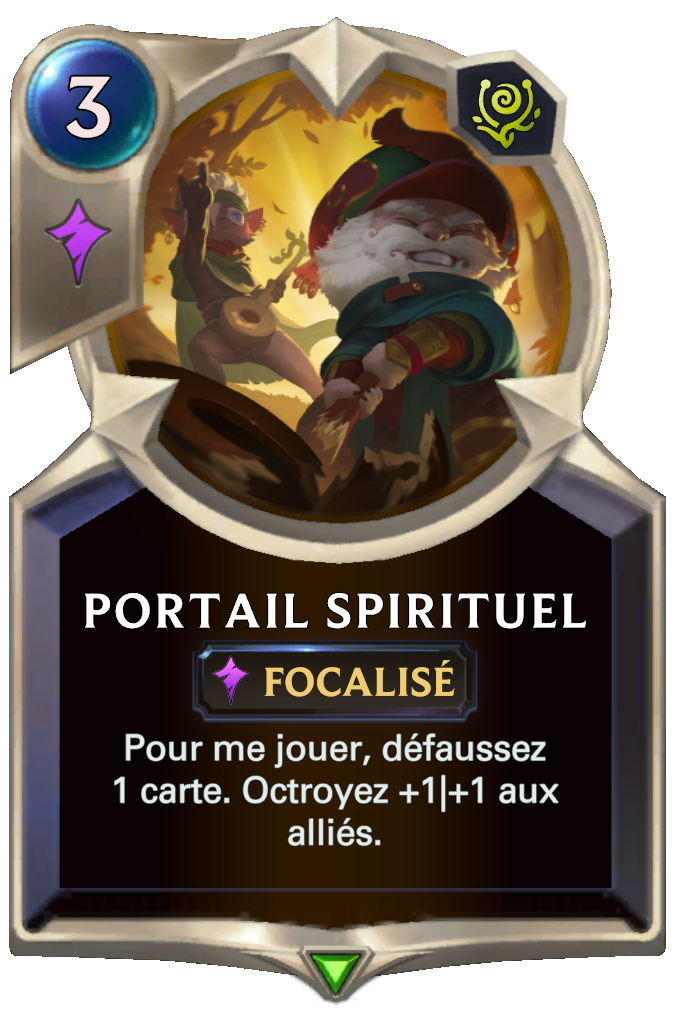 3
PORTAIL SPIRITUEL
FOCALISÉ
Pour me jouer, défaussez
1 carte. Octroyez +1|+1 aux
alliés.